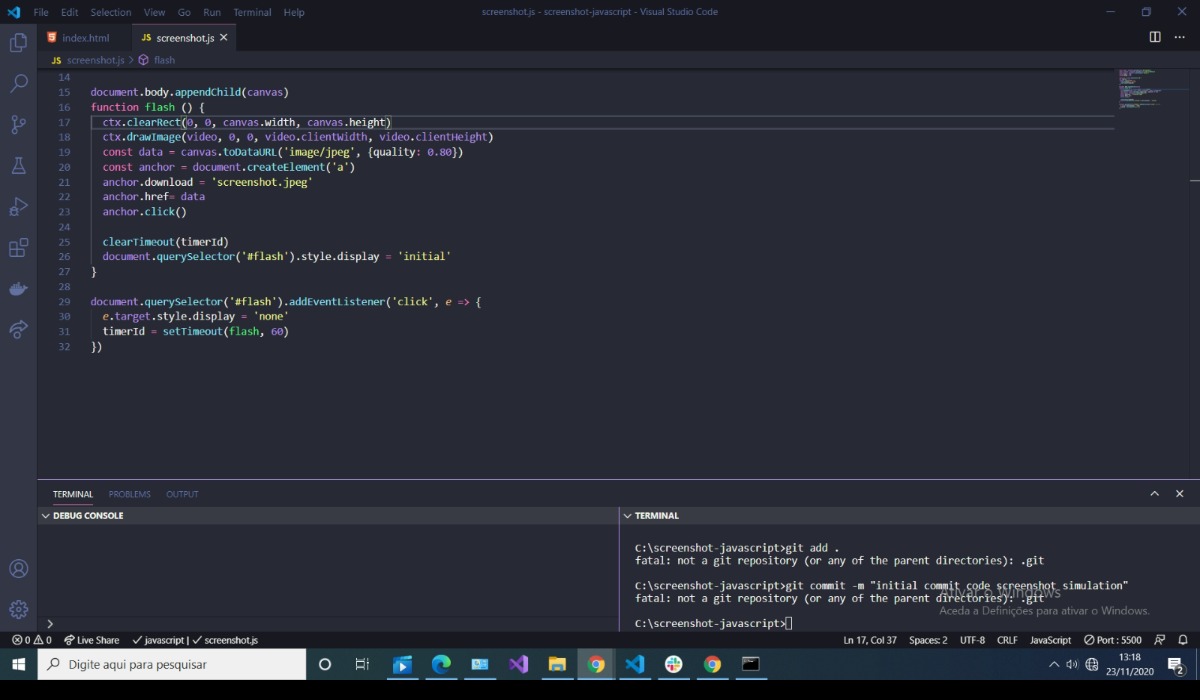 File Edit Selection View Go Run Terminal Help
screenshot.js - screenshot-javascript - Visual Studio Code
index.html
JS screenshot.js
JS screenshot.js > flash
14
15 document.body.appendChild(canvas)
16 function flash () {
17 ctx.clearRect(0, 0, canvas.width, canvas.height)
18 ctx.drawImage(video, 0, 0, video.clientWidth, video.clientHeight)
19 const data = canvas.toDataURL('image/jpeg', {quality: 0.80})
20 const anchor = document.createElement('a')
21 anchor.download = 'screenshot.jpeg'
22 anchor.href= data
23 anchor.click()
24
25 clearTimeout(timerId)
26 document.querySelector('#flash').style.display = 'initial'
27 }
28
29 document.querySelector('#flash').addEventListener('click', e => {
30 e.target.style.display = 'none'
31 timerId = setTimeout(flash, 60)
32 })
TERMINAL PROBLEMS OUTPUT
DEBUG CONSOLE
TERMINAL
C:\screenshot-javascript>git add .
fatal: not a git repository (or any of the parent directories): .git
C:\screenshot-javascript>git commit -m "initial commit code screenshot simulation"
fatal: not a git repository (or any of the parent directories): .git
C:\screenshot-javascript>
Ativar o Windows
Aceda a Definições para ativar o Windows.
0 0 Live Share javascript | screenshot.js
Ln 17, Col 37 Spaces: 2 UTF-8 CRLF JavaScript Port : 5500
Digite aqui para pesquisar
13:18
23/11/2020
2